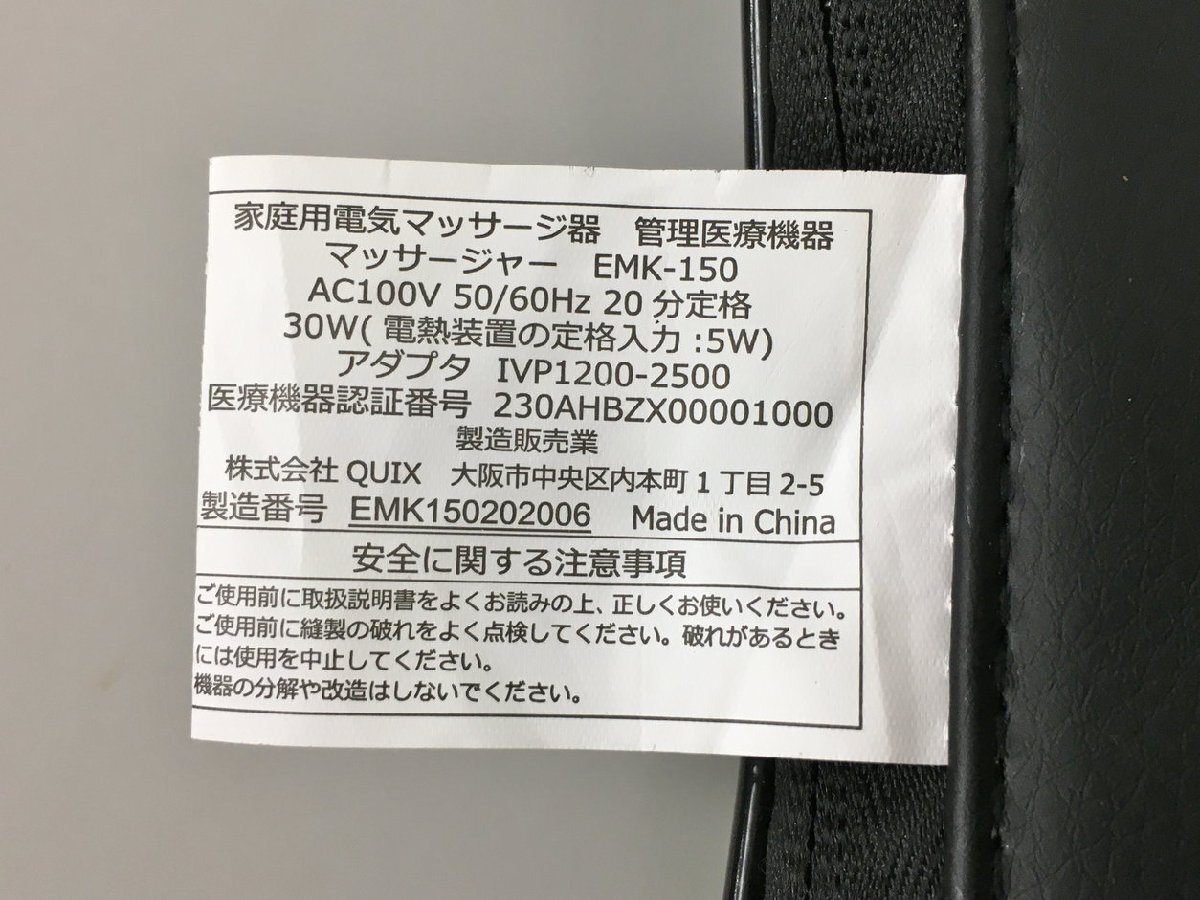 家庭用電気マッサージ器　管理医療機器
マッサージャー　EMK-150
AC100V 50/60Hz 20 分定格
30W( 電熱装置の定格入力 :5W)
アダプタ　IVP1200-2500
医療機器認証番号　230AHBZX00001000
製造販売業
株式会社 QUIX　大阪市中央区内本町 1 丁目 2-5
製造番号　EMK150202006　Made in China
安全に関する注意事項
ご使用前に取扱説明書をよくお読みの上、正しくお使いください。
ご使用前に縫製の破れをよく点検してください。破れがあるとき
には使用を中止してください。
機器の分解や改造はしないでください。